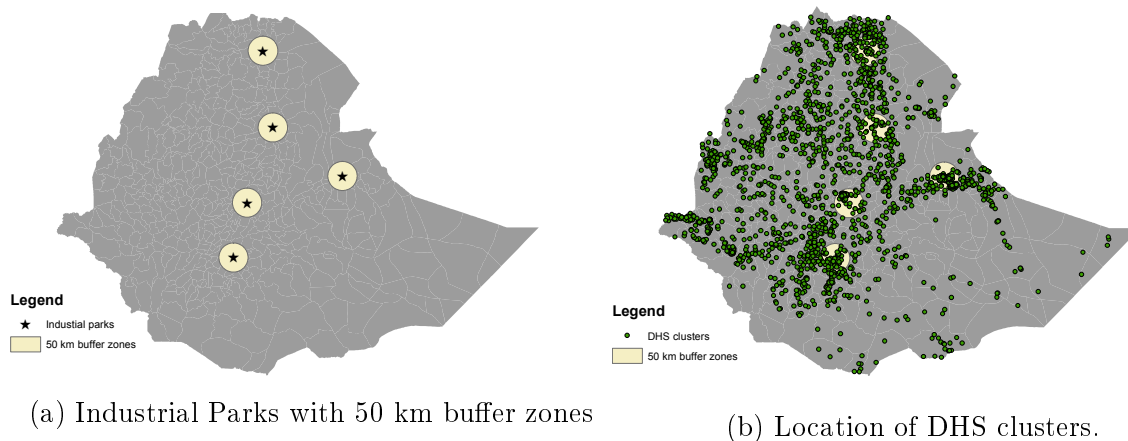 Legend
Industial parks
50 km buffer zones
(a) Industrial Parks with 50 km buffer zones
Legend
DHS clusters
50 km buffer zones
(b) Location of DHS clusters.